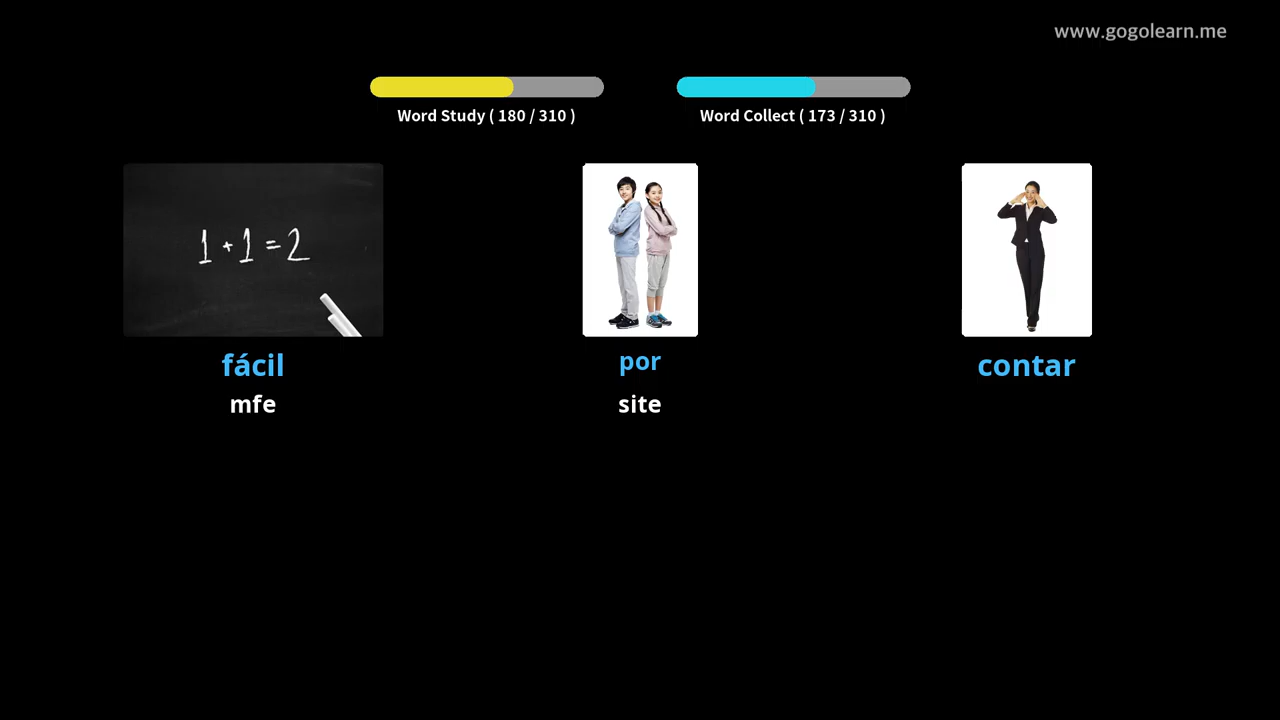 www.gogolearn.me
Word Study ( 180 / 310 )
Word Collect ( 173 / 310 )
1 + 1 = 2
fácil
por
contar
mfe
site